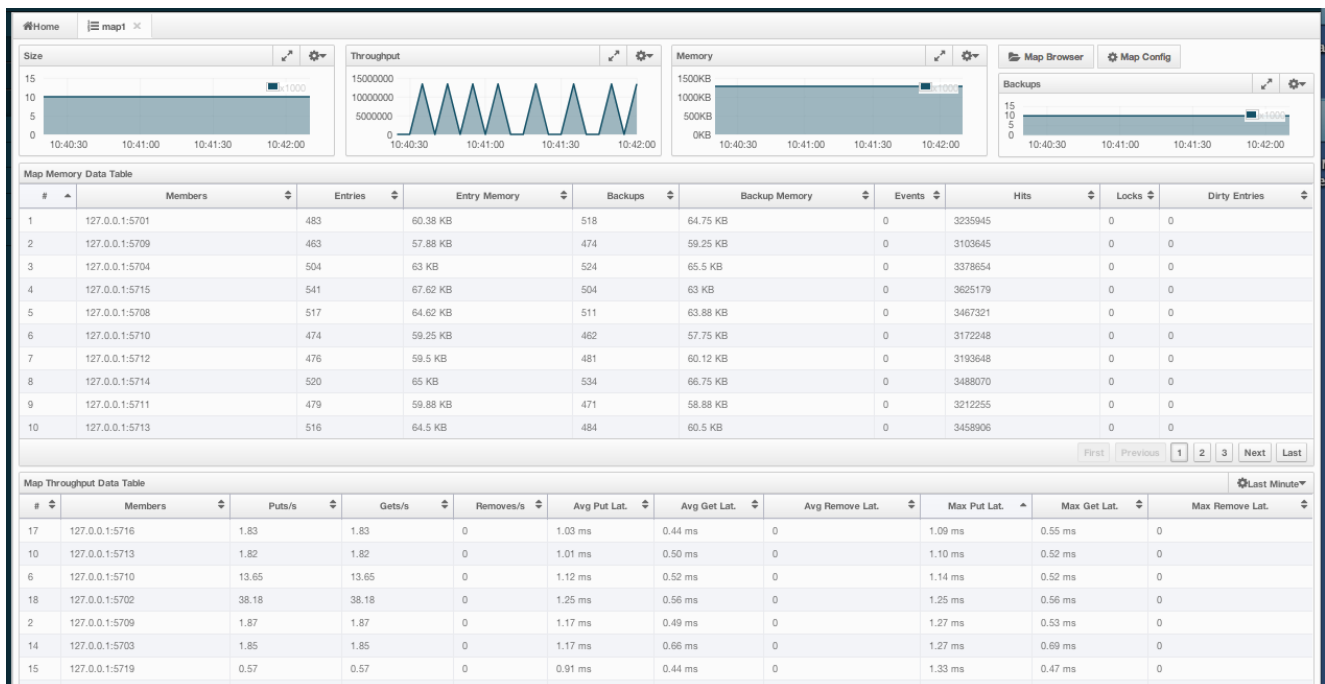 Home map1 ×
Size
15
10
5
0
x1000
10:40:30 10:41:00 10:41:30 10:42:00
Throughput
15000000
10000000
5000000
0
10:40:30 10:41:00 10:41:30 10:42:00
Memory
1500KB
1000KB
500KB
0KB
x1000
10:40:30 10:41:00 10:41:30 10:42:00
Map Browser Map Config
Backups
15
10
5
0
x1000
10:40:30 10:41:00 10:41:30 10:42:00
Map Memory Data Table
# Members Entries Entry Memory Backups Backup Memory Events Hits Locks Dirty Entries
1 127.0.0.1:5701 483 60.38 KB 518 64.75 KB 0 3235945 0 0
2 127.0.0.1:5709 463 57.88 KB 474 59.25 KB 0 3103645 0 0
3 127.0.0.1:5704 504 63 KB 524 65.5 KB 0 3378654 0 0
4 127.0.0.1:5715 541 67.62 KB 504 63 KB 0 3625179 0 0
5 127.0.0.1:5708 517 64.62 KB 511 63.88 KB 0 3467321 0 0
6 127.0.0.1:5710 474 59.25 KB 462 57.75 KB 0 3172248 0 0
7 127.0.0.1:5712 476 59.5 KB 481 60.12 KB 0 3193648 0 0
8 127.0.0.1:5714 520 65 KB 534 66.75 KB 0 3488070 0 0
9 127.0.0.1:5711 479 59.88 KB 471 58.88 KB 0 3212255 0 0
10 127.0.0.1:5713 516 64.5 KB 484 60.5 KB 0 3458906 0 0
First Previous 1 2 3 Next Last
Map Throughput Data Table Last Minute
# Members Puts/s Gets/s Removes/s Avg Put Lat. Avg Get Lat. Avg Remove Lat. Max Put Lat. Max Get Lat. Max Remove Lat.
17 127.0.0.1:5716 1.83 1.83 0 1.03 ms 0.44 ms 0 1.09 ms 0.55 ms 0
10 127.0.0.1:5713 1.82 1.82 0 1.01 ms 0.50 ms 0 1.10 ms 0.52 ms 0
6 127.0.0.1:5710 13.65 13.65 0 1.12 ms 0.52 ms 0 1.14 ms 0.52 ms 0
18 127.0.0.1:5702 38.18 38.18 0 1.25 ms 0.56 ms 0 1.25 ms 0.56 ms 0
2 127.0.0.1:5709 1.87 1.87 0 1.17 ms 0.49 ms 0 1.27 ms 0.53 ms 0
14 127.0.0.1:5703 1.85 1.85 0 1.17 ms 0.66 ms 0 1.27 ms 0.69 ms 0
15 127.0.0.1:5719 0.57 0.57 0 0.91 ms 0.44 ms 0 1.33 ms 0.47 ms 0